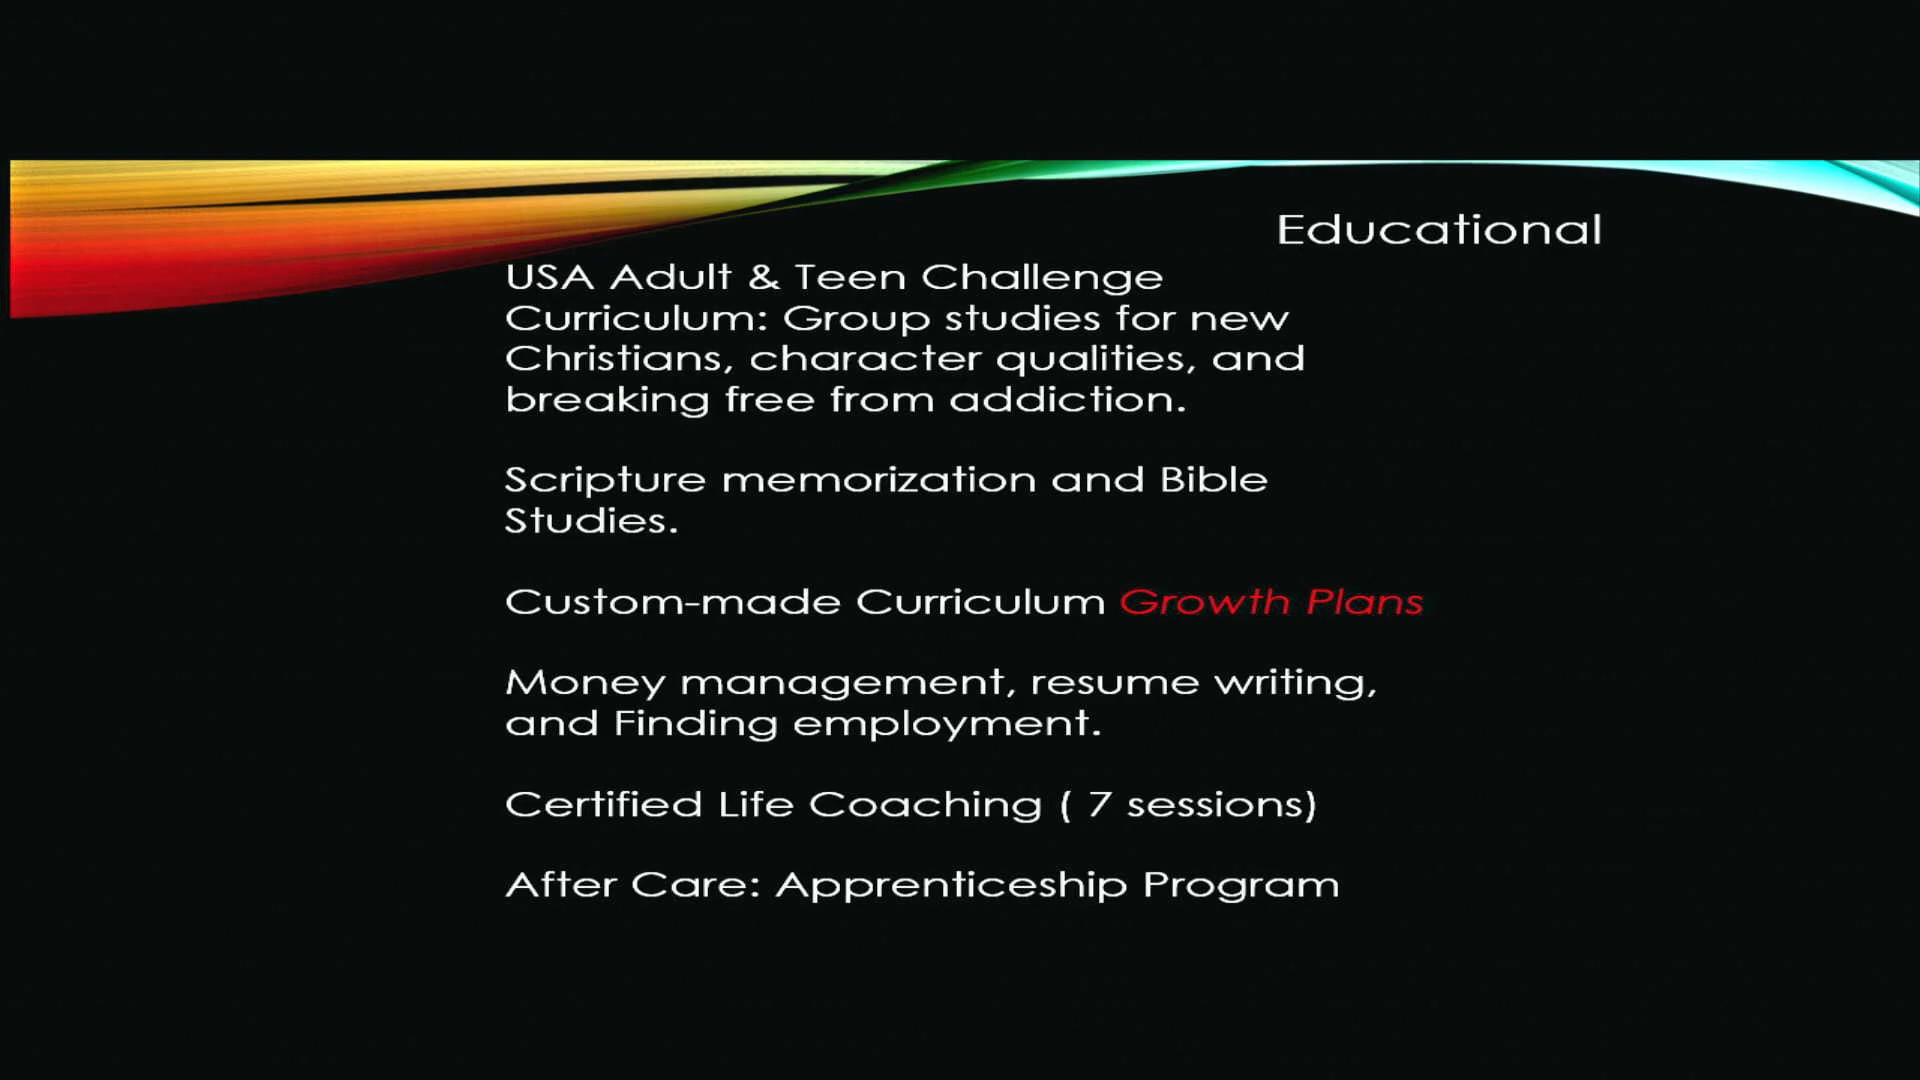 Educational
USA Adult & Teen Challenge
Curriculum: Group studies for new
Christians, character qualities, and
breaking free from addiction.
Scripture memorization and Bible
Studies.
Custom-made Curriculum Growth Plans
Money management, resume writing,
and Finding employment.
Certified Life Coaching ( 7 sessions)
After Care: Apprenticeship Program